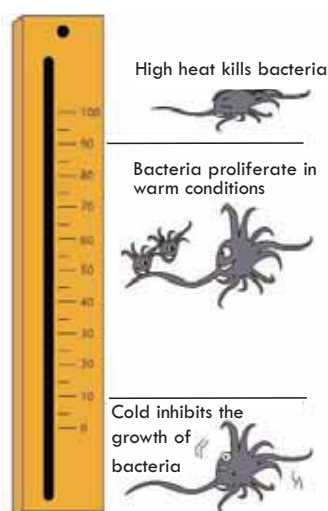 High heat kills bacteria
100
90
Bacteria proliferate in
warm conditions
80
70
60
50
40
30
20
10
Cold inhibits the
growth of
bacteria
0